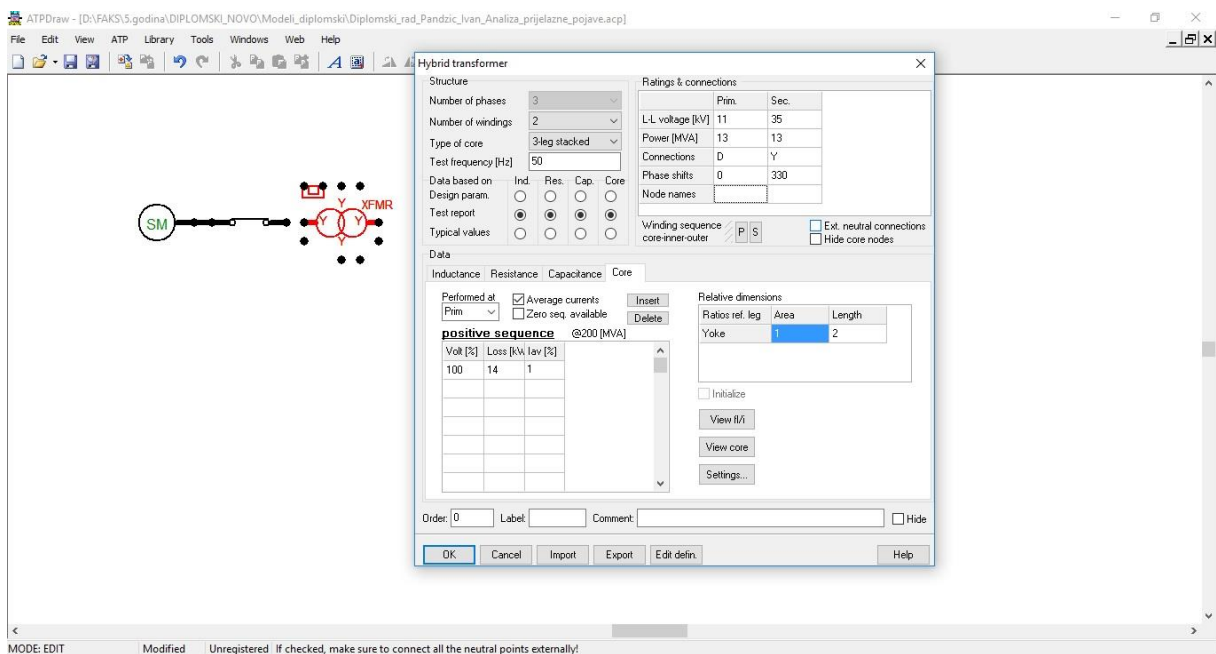 ATPDraw - [D:\FAKS\5.godina\DIPLOMSKI_NOVO\Modeli_diplomski\Diplomski_rad_Pandzic_Ivan_Analiza_prijelazne_pojave.acp]
File Edit View ATP Library Tools Windows Web Help
SM
Y
XFMR
Y Y
Y
Hybrid transformer
Structure
Number of phases 3
Number of windings 2
Type of core 3-leg stacked
Test frequency [Hz] 50
Data based on Ind. Res. Cap. Core
Design param.
Test report
Typical values
Ratings & connections
Prim. Sec.
L-L voltage [kV] 11 35
Power [MVA] 13 13
Connections D Y
Phase shifts 0 330
Node names
Winding sequence
core-inner-outer
P S
Ext. neutral connections
Hide core nodes
Data
Inductance Resistance Capacitance Core
Performed at
Prim
Average currents
Zero seq. available
Insert
Delete
positive sequence @200 [MVA]
Volt [%] Loss [kW Iav [%]
100 14 1
Relative dimensions
Ratios ref. leg Area Length
Yoke 1 2
Initialize
View fl/i
View core
Settings...
Order: 0 Label: Comment: Hide
OK Cancel Import Export Edit defin. Help
MODE: EDIT Modified Unregistered If checked, make sure to connect all the neutral points externally!